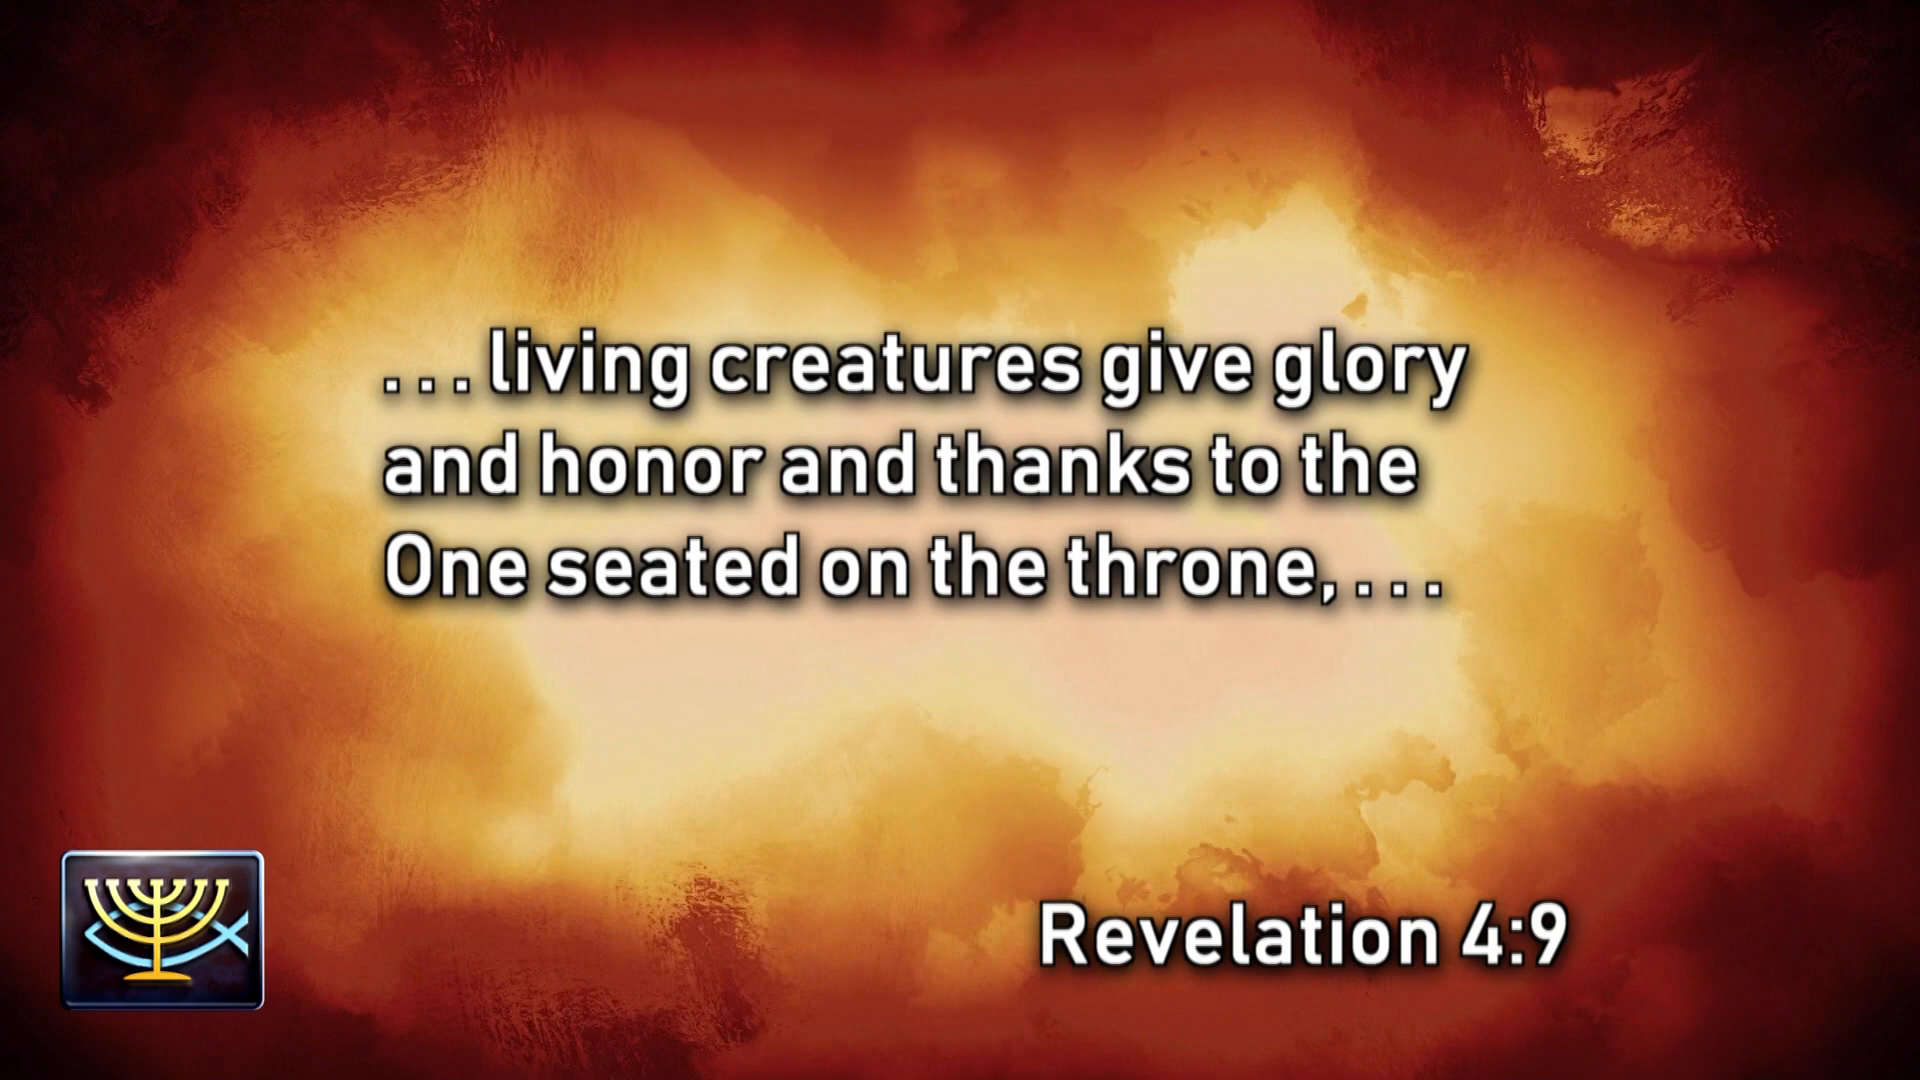 . . . living creatures give glory
and honor and thanks to the
One seated on the throne, . . .
Revelation 4:9